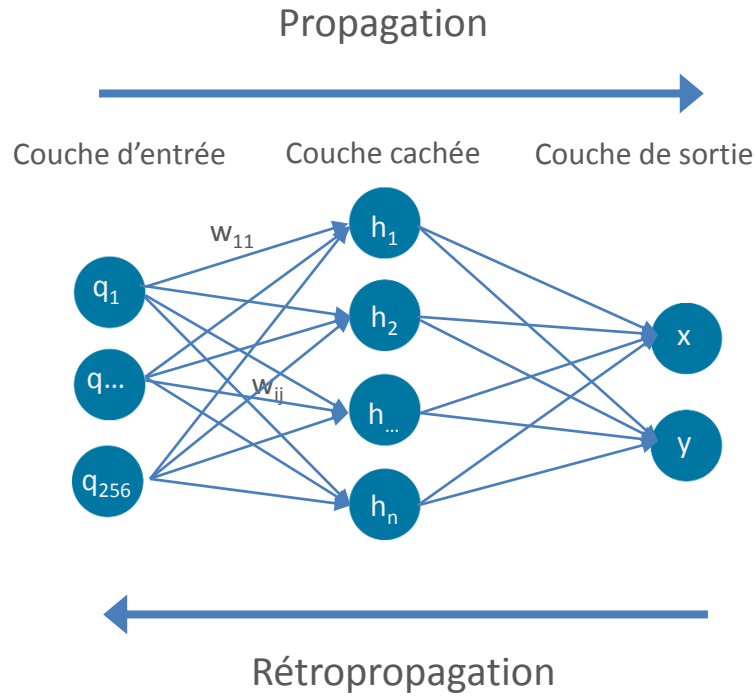 Propagation
Couche d'entrée Couche cachée Couche de sortie
w₁₁
h₁
q₁
h₂
x
q...
wᵢⱼ
h...
y
q₂₅₆
hₙ
Rétropropagation